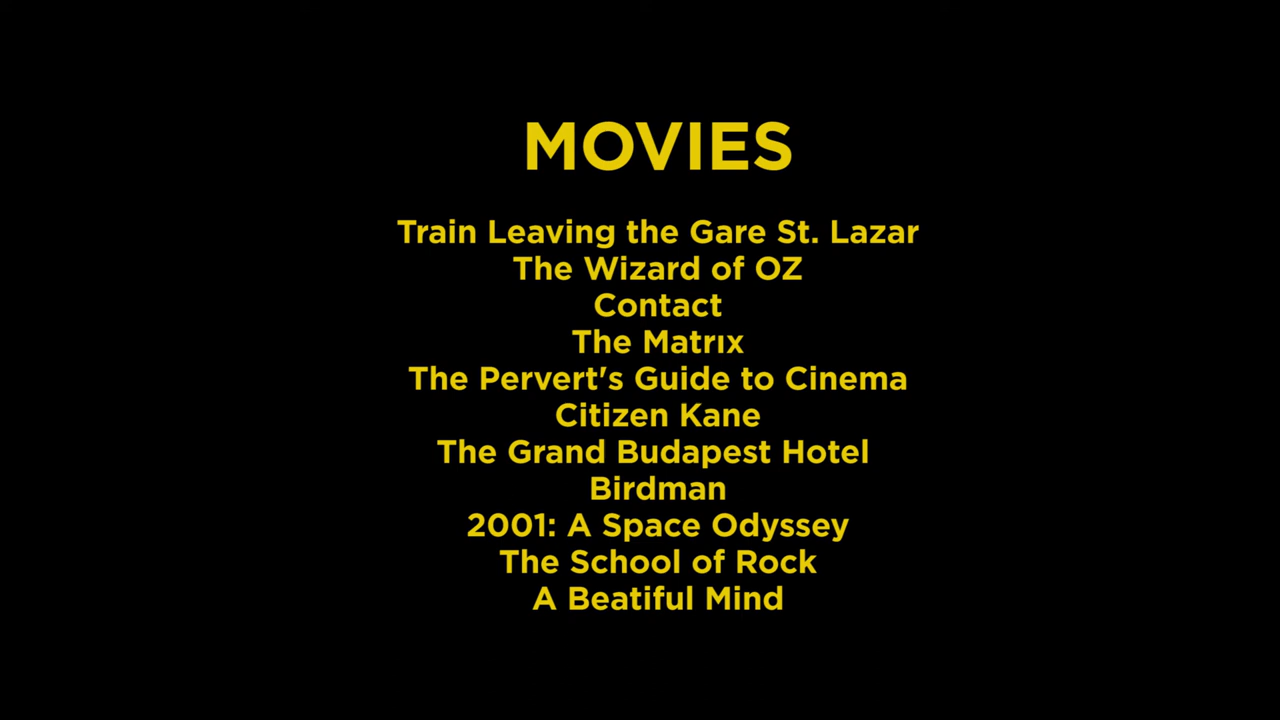 MOVIES
Train Leaving the Gare St. Lazar
The Wizard of OZ
Contact
The Matrıx
The Pervert's Guide to Cinema
Citizen Kane
The Grand Budapest Hotel
Birdman
2001: A Space Odyssey
The School of Rock
A Beatiful Mind